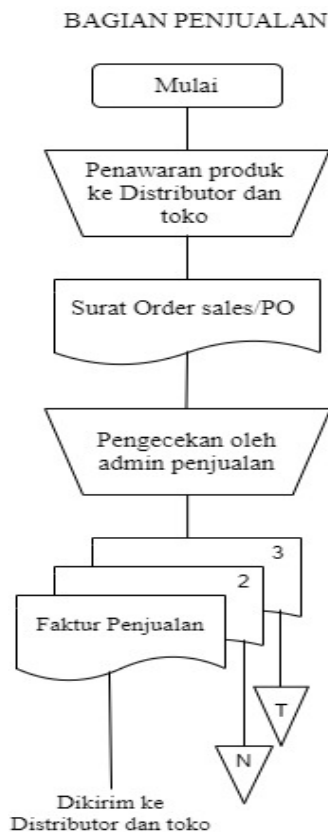 BAGIAN PENJUALAN
Mulai
Penawaran produk
ke Distributor dan
toko
Surat Order sales/PO
Pengecekan oleh
admin penjualan
3
2
Faktur Penjualan
T
N
Dikirim ke
Distributor dan toko